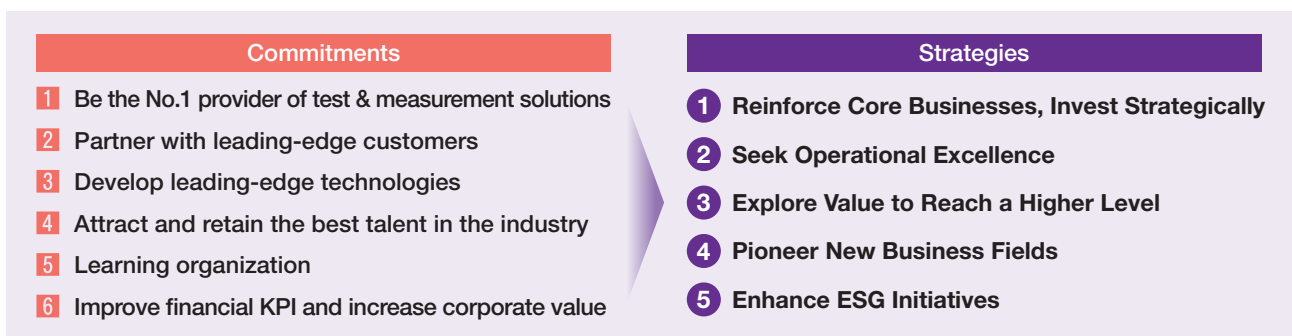 Commitments
1 Be the No.1 provider of test & measurement solutions
2 Partner with leading-edge customers
3 Develop leading-edge technologies
4 Attract and retain the best talent in the industry
5 Learning organization
6 Improve financial KPI and increase corporate value
Strategies
1 Reinforce Core Businesses, Invest Strategically
2 Seek Operational Excellence
3 Explore Value to Reach a Higher Level
4 Pioneer New Business Fields
5 Enhance ESG Initiatives